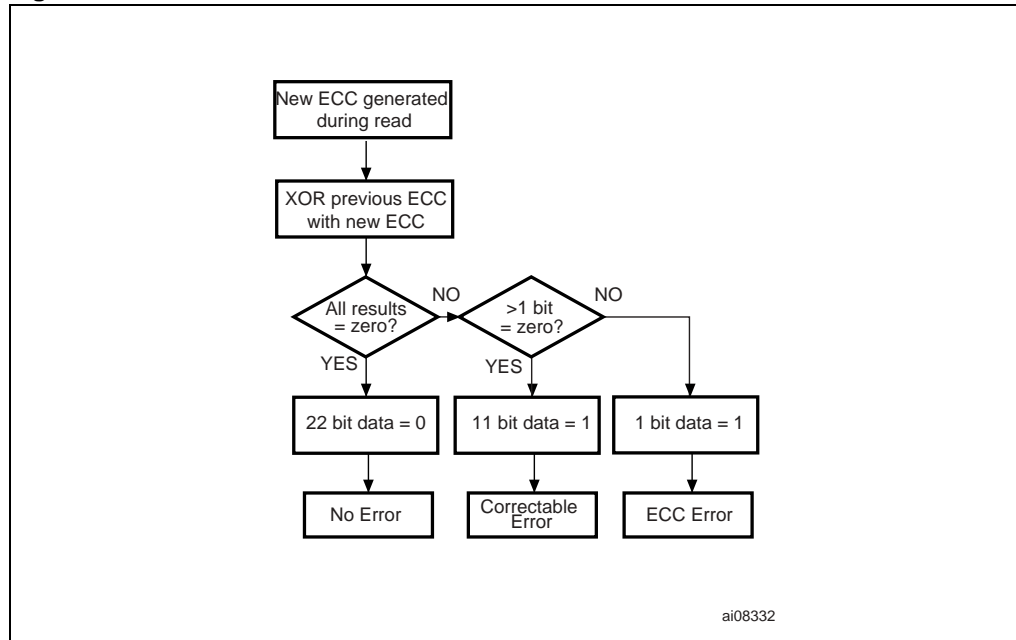 New ECC generated
during read
XOR previous ECC
with new ECC
All results
= zero?
NO
>1 bit
= zero?
NO
YES
YES
22 bit data = 0
11 bit data = 1
1 bit data = 1
No Error
Correctable
Error
ECC Error
ai08332